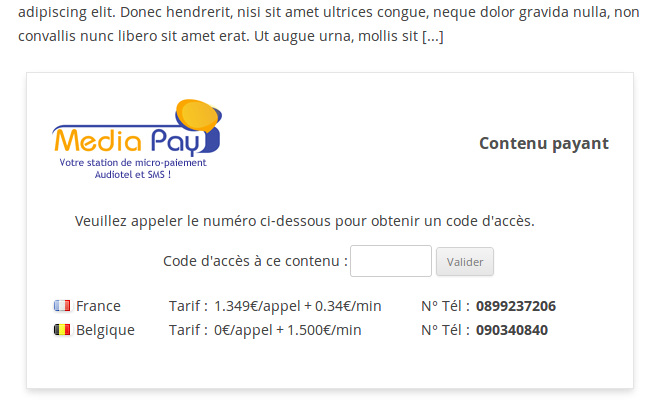 adipiscing elit. Donec hendrerit, nisi sit amet ultrices congue, neque dolor gravida nulla, non
convallis nunc libero sit amet erat. Ut augue urna, mollis sit [...]
Media Pay
Votre station de micro-paiement
Audiotel et SMS !
Contenu payant
Veuillez appeler le numéro ci-dessous pour obtenir un code d'accès.
Code d'accès à ce contenu : Valider
France Tarif : 1.349€/appel + 0.34€/min N° Tél : 0899237206
Belgique Tarif : 0€/appel + 1.500€/min N° Tél : 090340840